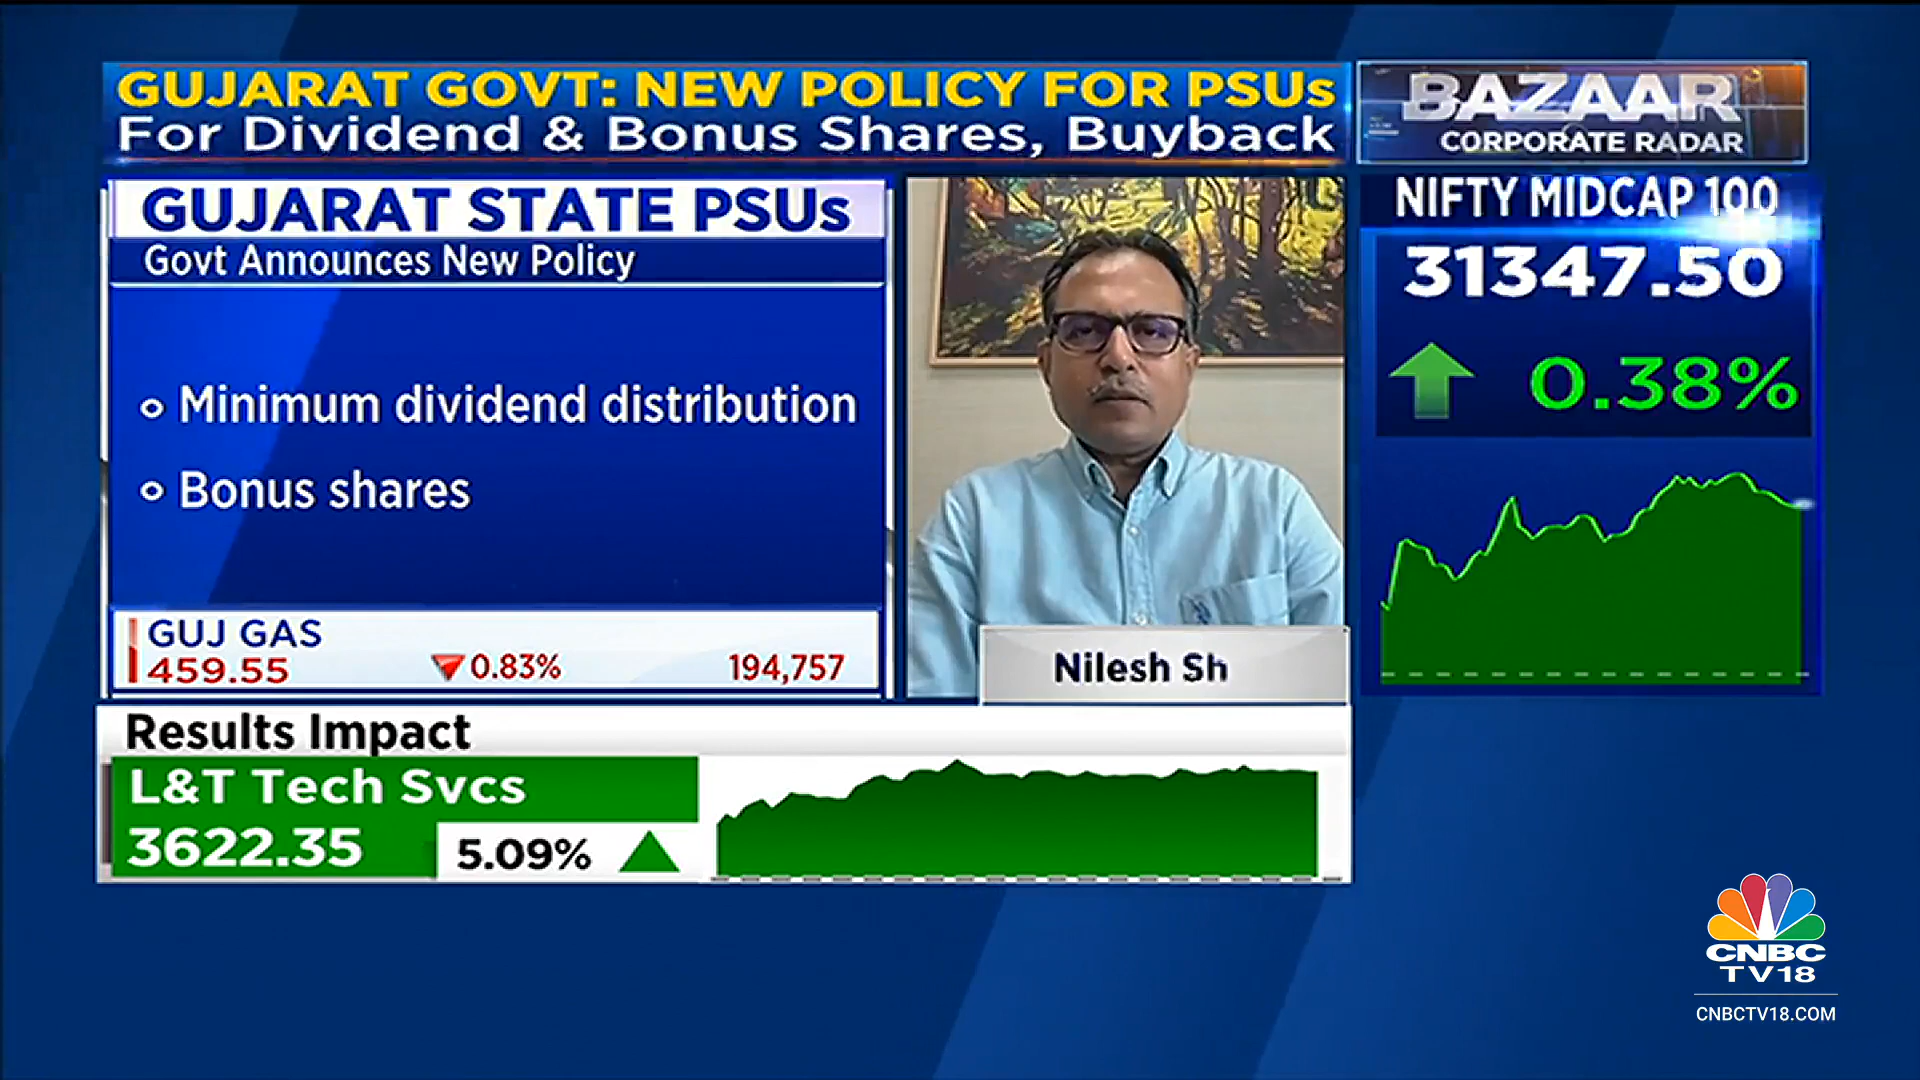 GUJARAT GOVT: NEW POLICY FOR PSUs
For Dividend & Bonus Shares, Buyback
BAZAAR
CORPORATE RADAR
GUJARAT STATE PSUs
Govt Announces New Policy
Minimum dividend distribution
Bonus shares
GUJ GAS
459.55 0.83% 194,757
Nilesh Sh
NIFTY MIDCAP 100
31347.50
0.38%
Results Impact
L&T Tech Svcs
3622.35 5.09%
CNBC
TV18
CNBCTV18.COM